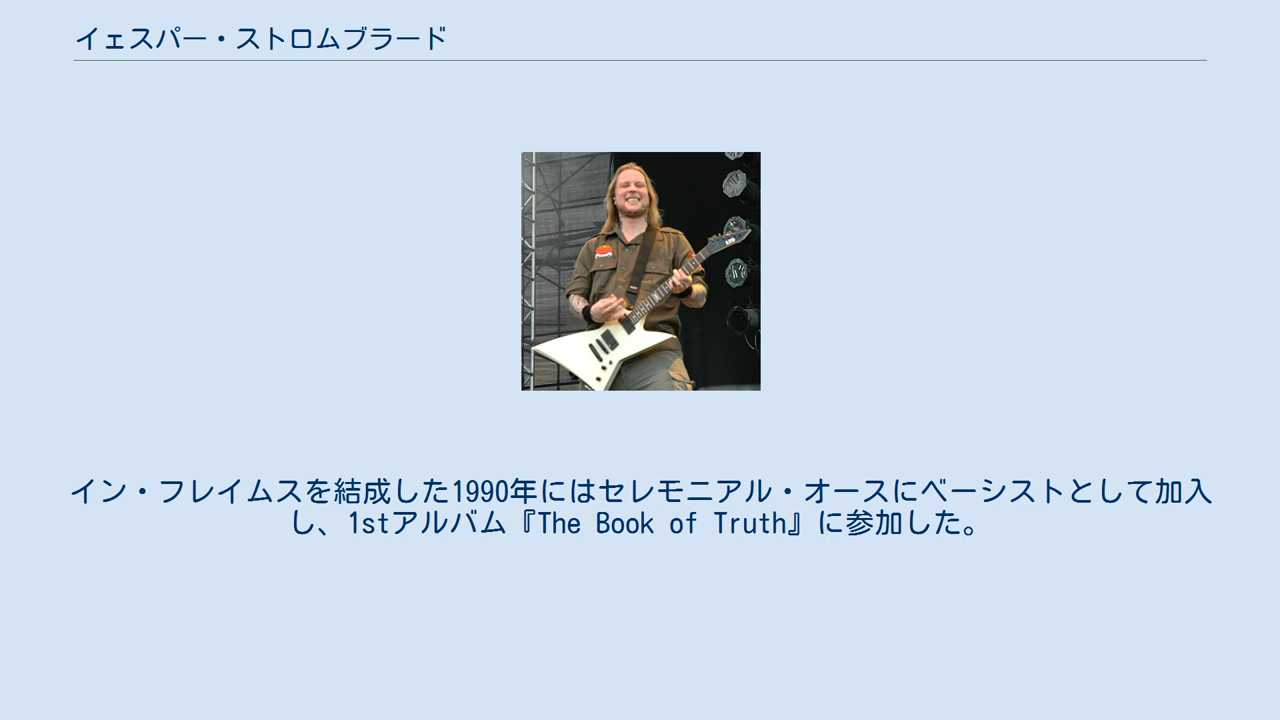 イェスパー・ストロムブラード
イン・フレイムスを結成した1990年にはセレモニアル・オースにベーシストとして加入
し、1stアルバム『The Book of Truth』に参加した。